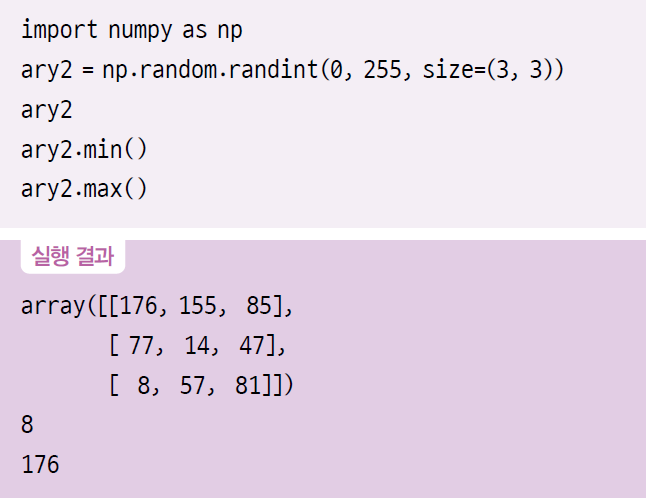 import numpy as np
ary2 = np.random.randint(0, 255, size=(3, 3))
ary2
ary2.min()
ary2.max()
실행 결과
array([[176, 155, 85],
[ 77, 14, 47],
[ 8, 57, 81]])
8
176